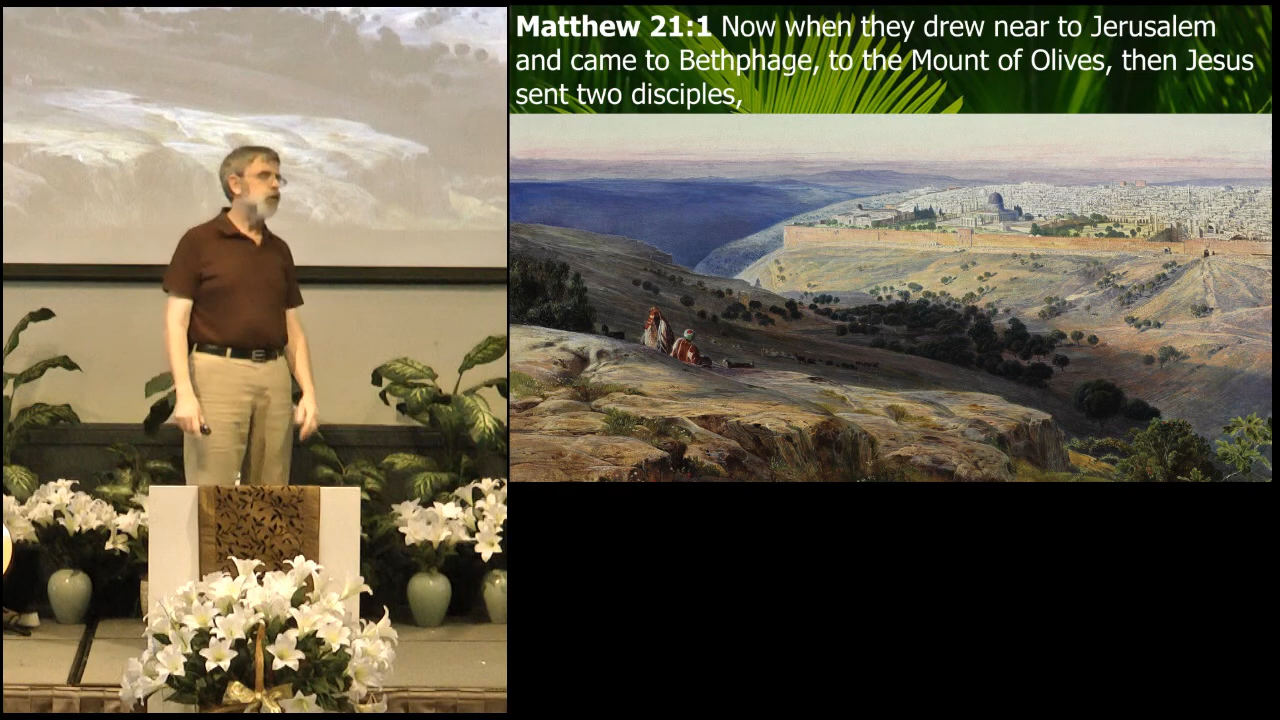 Matthew 21:1 Now when they drew near to Jerusalem
and came to Bethphage, to the Mount of Olives, then Jesus
sent two disciples,